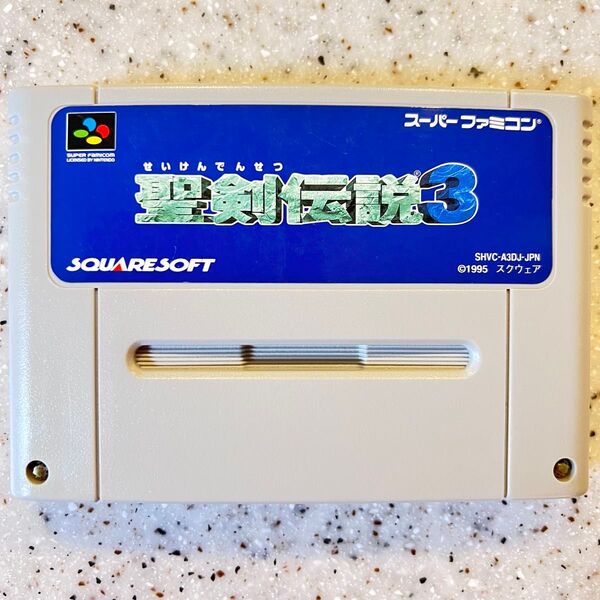 スーパーファミコン®
SUPER FAMICOM
LICENSED BY NINTENDO
せいけんでんせつ
聖剣伝説®3
SQUARESOFT
SHVC-A3DJ-JPN
©1995 スクウェア